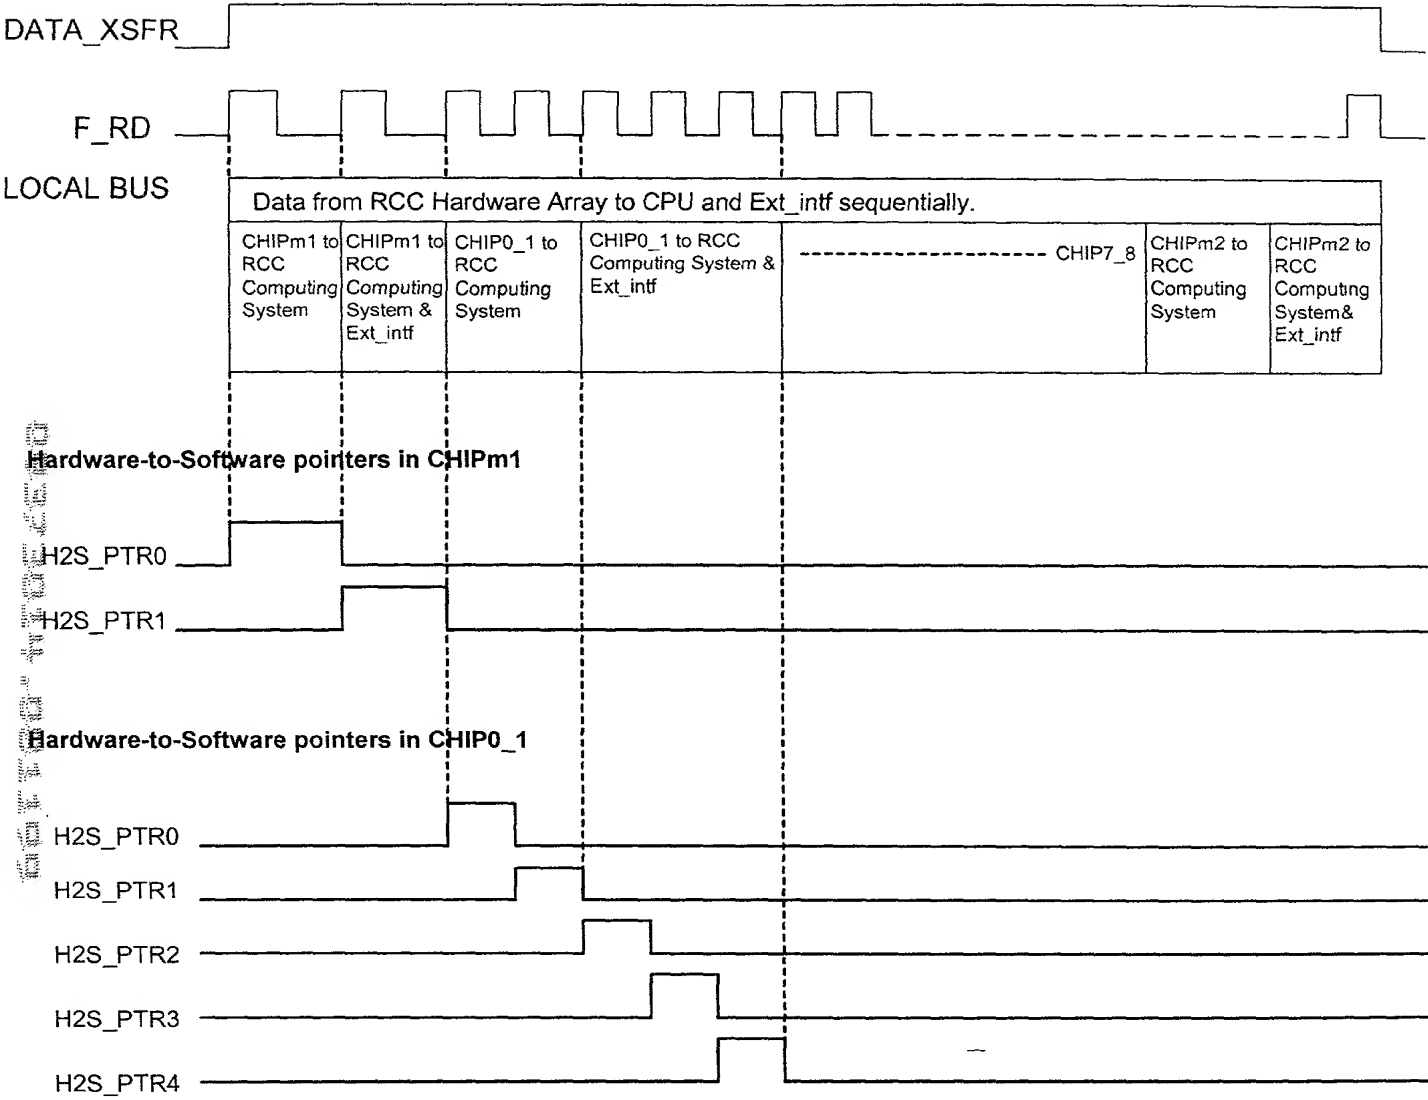 DATA_XSFR
F_RD
LOCAL BUS
Data from RCC Hardware Array to CPU and Ext_intf sequentially.
CHIPm1 to
RCC
Computing
System
CHIPm1 to
RCC
Computing
System &
Ext_intf
CHIP0_1 to
RCC
Computing
System
CHIP0_1 to RCC
Computing System &
Ext_intf
CHIP7_8
CHIPm2 to
RCC
Computing
System
CHIPm2 to
RCC
Computing
System&
Ext_intf
Hardware-to-Software pointers in CHIPm1
H2S_PTR0
H2S_PTR1
Hardware-to-Software pointers in CHIP0_1
H2S_PTR0
H2S_PTR1
H2S_PTR2
H2S_PTR3
H2S_PTR4